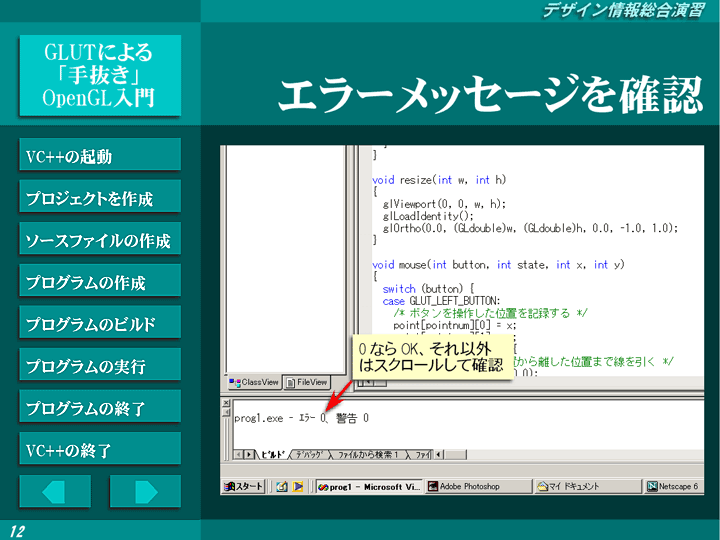 デザイン情報総合演習
GLUTによる
「手抜き」
OpenGL入門
エラーメッセージを確認
VC++の起動
プロジェクトを作成
ソースファイルの作成
プログラムの作成
プログラムのビルド
プログラムの実行
プログラムの終了
VC++の終了
}
void resize(int w, int h)
{
glViewport(0, 0, w, h);
glLoadIdentity();
glOrtho(0.0, (GLdouble)w, (GLdouble)h, 0.0, -1.0, 1.0);
}
void mouse(int button, int state, int x, int y)
{
switch (button) {
case GLUT_LEFT_BUTTON:
/* ボタンを操作した位置を記録する */
point[pointnum][0] = x;
0 なら OK、それ以外
はスクロールして確認
から離した位置まで線を引く */
0);
ClassView
FileView
prog1.exe - エラー 0、警告 0
ビルド
デバッグ
ファイルから検索 1
ファイ
スタート
prog1 - Microsoft Vi...
Adobe Photoshop
マイ ドキュメント
Netscape 6
12